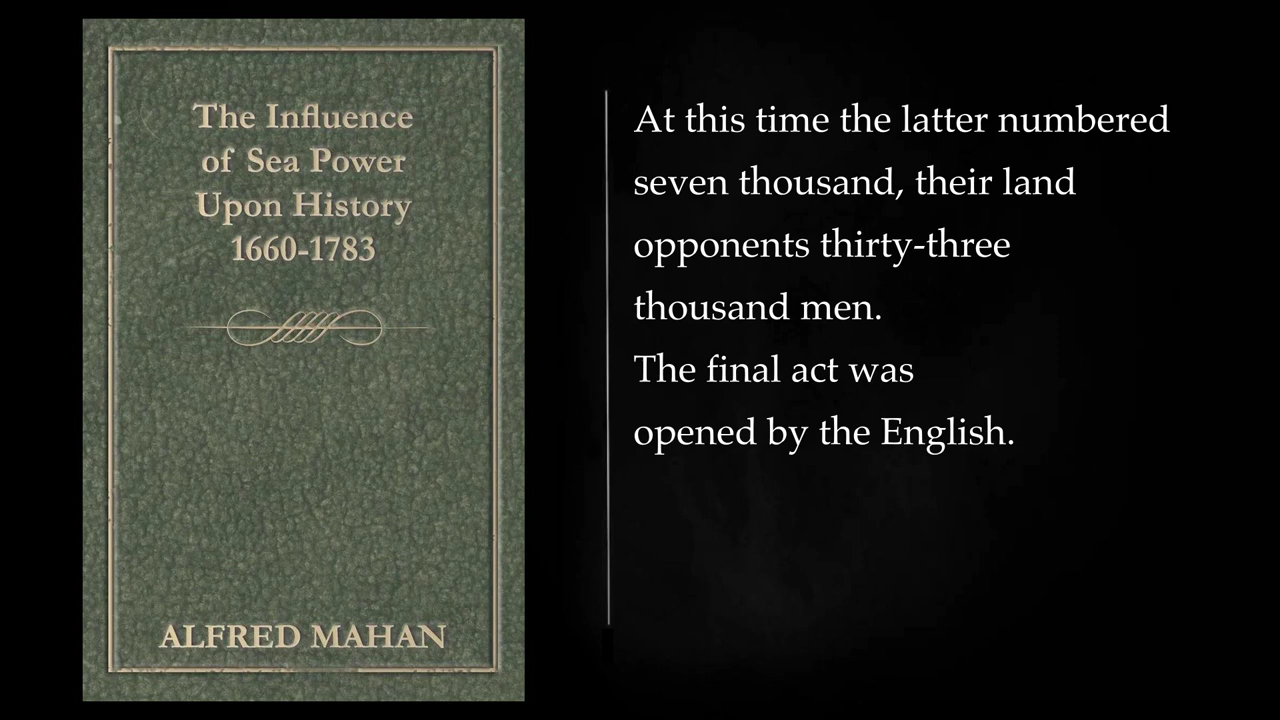 The Influence
of Sea Power
Upon History
1660-1783
ALFRED MAHAN
At this time the latter numbered
seven thousand, their land
opponents thirty-three
thousand men.
The final act was
opened by the English.